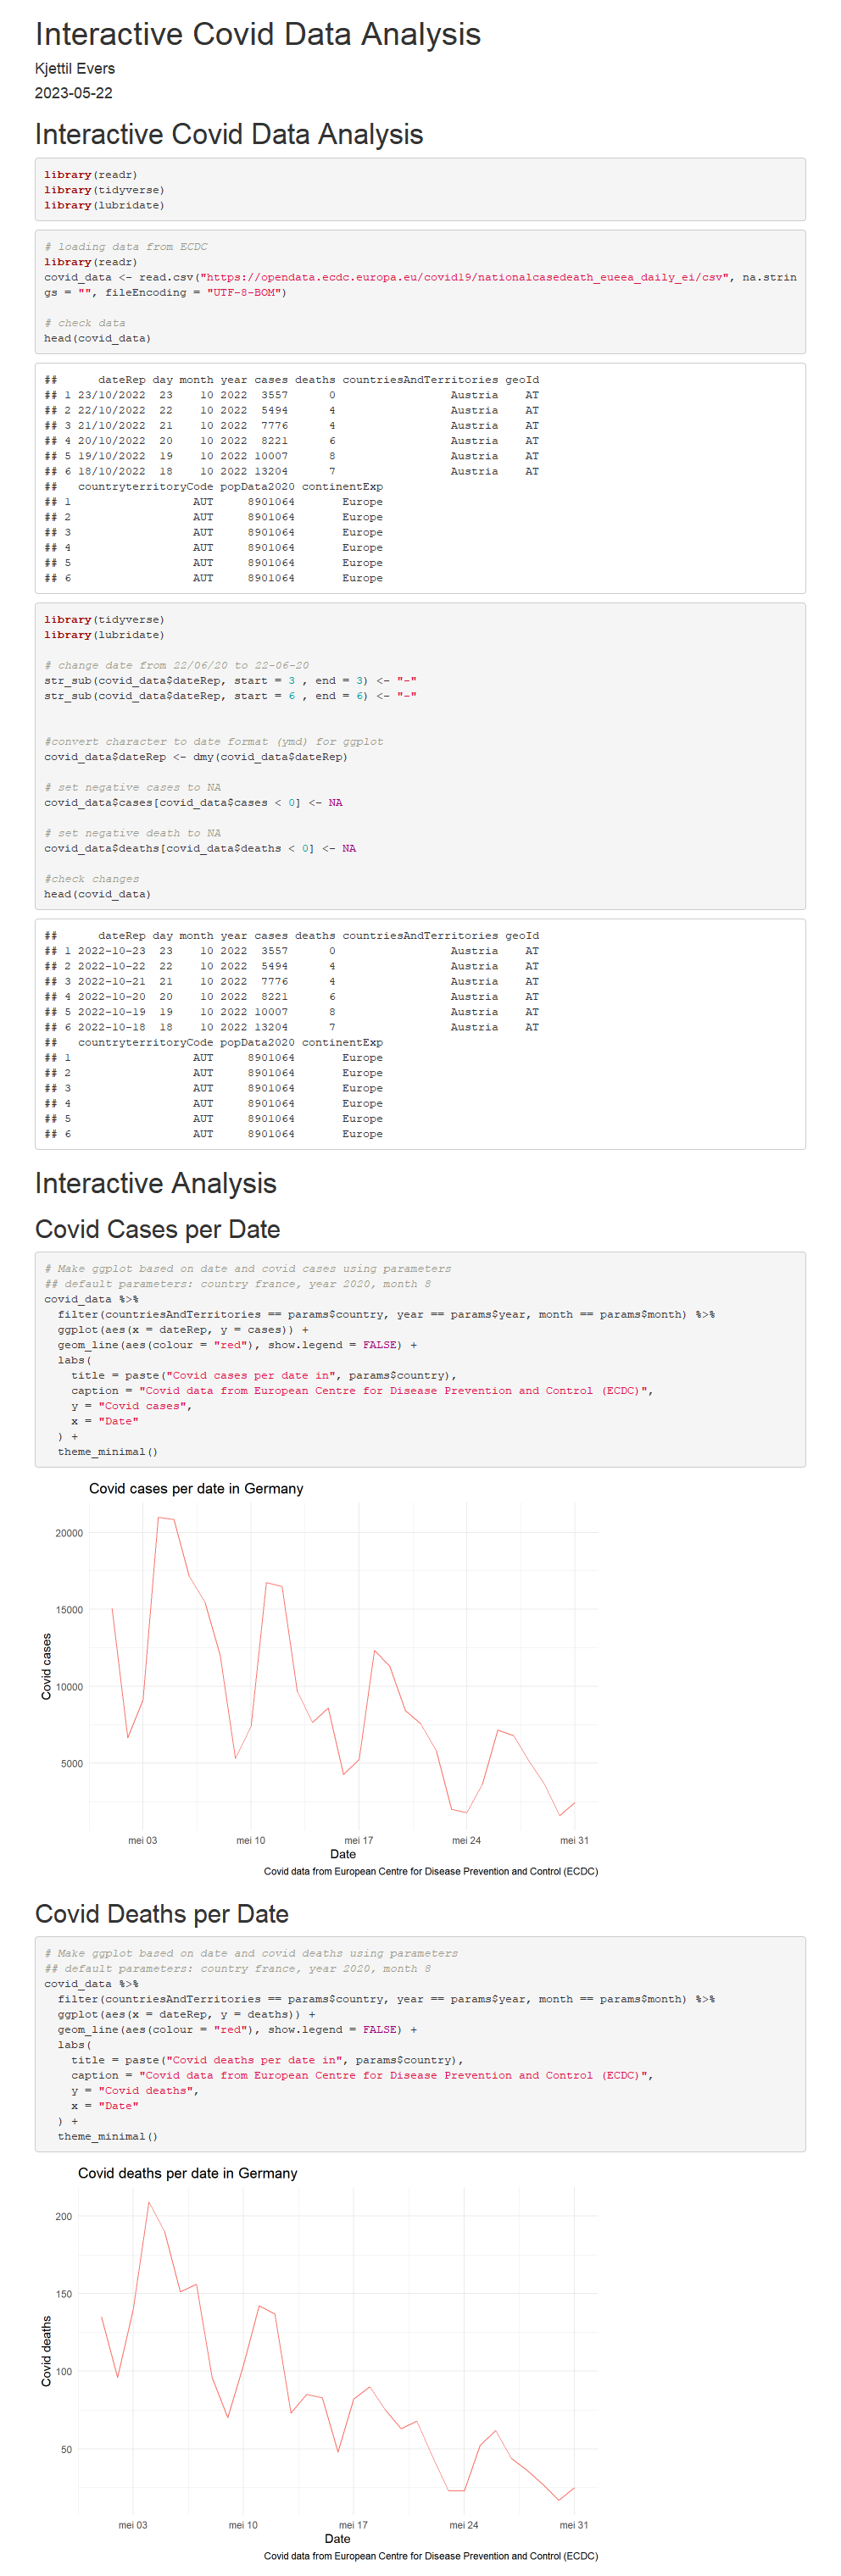 Interactive Covid Data Analysis
Kjettil Evers
2023-05-22
Interactive Covid Data Analysis
library(readr)
library(tidyverse)
library(lubridate)
# loading data from ECDC
library(readr)
covid_data <- read.csv("https://opendata.ecdc.europa.eu/covid19/nationalcasedeath_eueea_daily_ei/csv", na.strin
gs = "", fileEncoding = "UTF-8-BOM")
# check data
head(covid_data)
##      dateRep day month year cases deaths countriesAndTerritories geoId
## 1 23/10/2022  23    10 2022  3557      0                 Austria    AT
## 2 22/10/2022  22    10 2022  5494      4                 Austria    AT
## 3 21/10/2022  21    10 2022  7776      4                 Austria    AT
## 4 20/10/2022  20    10 2022  8221      6                 Austria    AT
## 5 19/10/2022  19    10 2022 10007      8                 Austria    AT
## 6 18/10/2022  18    10 2022 13204      7                 Austria    AT
##   countryterritoryCode popData2020 continentExp
## 1                  AUT     8901064       Europe
## 2                  AUT     8901064       Europe
## 3                  AUT     8901064       Europe
## 4                  AUT     8901064       Europe
## 5                  AUT     8901064       Europe
## 6                  AUT     8901064       Europe
library(tidyverse)
library(lubridate)
# change date from 22/06/20 to 22-06-20
str_sub(covid_data$dateRep, start = 3 , end = 3) <- "-"
str_sub(covid_data$dateRep, start = 6 , end = 6) <- "-"
#convert character to date format (ymd) for ggplot
covid_data$dateRep <- dmy(covid_data$dateRep)
# set negative cases to NA
covid_data$cases[covid_data$cases < 0] <- NA
# set negative death to NA
covid_data$deaths[covid_data$deaths < 0] <- NA
#check changes
head(covid_data)
##      dateRep day month year cases deaths countriesAndTerritories geoId
## 1 2022-10-23  23    10 2022  3557      0                 Austria    AT
## 2 2022-10-22  22    10 2022  5494      4                 Austria    AT
## 3 2022-10-21  21    10 2022  7776      4                 Austria    AT
## 4 2022-10-20  20    10 2022  8221      6                 Austria    AT
## 5 2022-10-19  19    10 2022 10007      8                 Austria    AT
## 6 2022-10-18  18    10 2022 13204      7                 Austria    AT
##   countryterritoryCode popData2020 continentExp
## 1                  AUT     8901064       Europe
## 2                  AUT     8901064       Europe
## 3                  AUT     8901064       Europe
## 4                  AUT     8901064       Europe
## 5                  AUT     8901064       Europe
## 6                  AUT     8901064       Europe
Interactive Analysis
Covid Cases per Date
# Make ggplot based on date and covid cases using parameters
## default parameters: country france, year 2020, month 8
covid_data %>%
  filter(countriesAndTerritories == params$country, year == params$year, month == params$month) %>%
  ggplot(aes(x = dateRep, y = cases)) +
  geom_line(aes(colour = "red"), show.legend = FALSE) +
  labs(
    title = paste("Covid cases per date in", params$country),
    caption = "Covid data from European Centre for Disease Prevention and Control (ECDC)",
    y = "Covid cases",
    x = "Date"
  ) +
  theme_minimal()
Covid cases per date in Germany
20000
15000
10000
5000
Covid cases
mei 03 mei 10 mei 17 mei 24 mei 31
Date
Covid data from European Centre for Disease Prevention and Control (ECDC)
Covid Deaths per Date
# Make ggplot based on date and covid deaths using parameters
## default parameters: country france, year 2020, month 8
covid_data %>%
  filter(countriesAndTerritories == params$country, year == params$year, month == params$month) %>%
  ggplot(aes(x = dateRep, y = deaths)) +
  geom_line(aes(colour = "red"), show.legend = FALSE) +
  labs(
    title = paste("Covid deaths per date in", params$country),
    caption = "Covid data from European Centre for Disease Prevention and Control (ECDC)",
    y = "Covid deaths",
    x = "Date"
  ) +
  theme_minimal()
Covid deaths per date in Germany
200
150
100
50
Covid deaths
mei 03 mei 10 mei 17 mei 24 mei 31
Date
Covid data from European Centre for Disease Prevention and Control (ECDC)